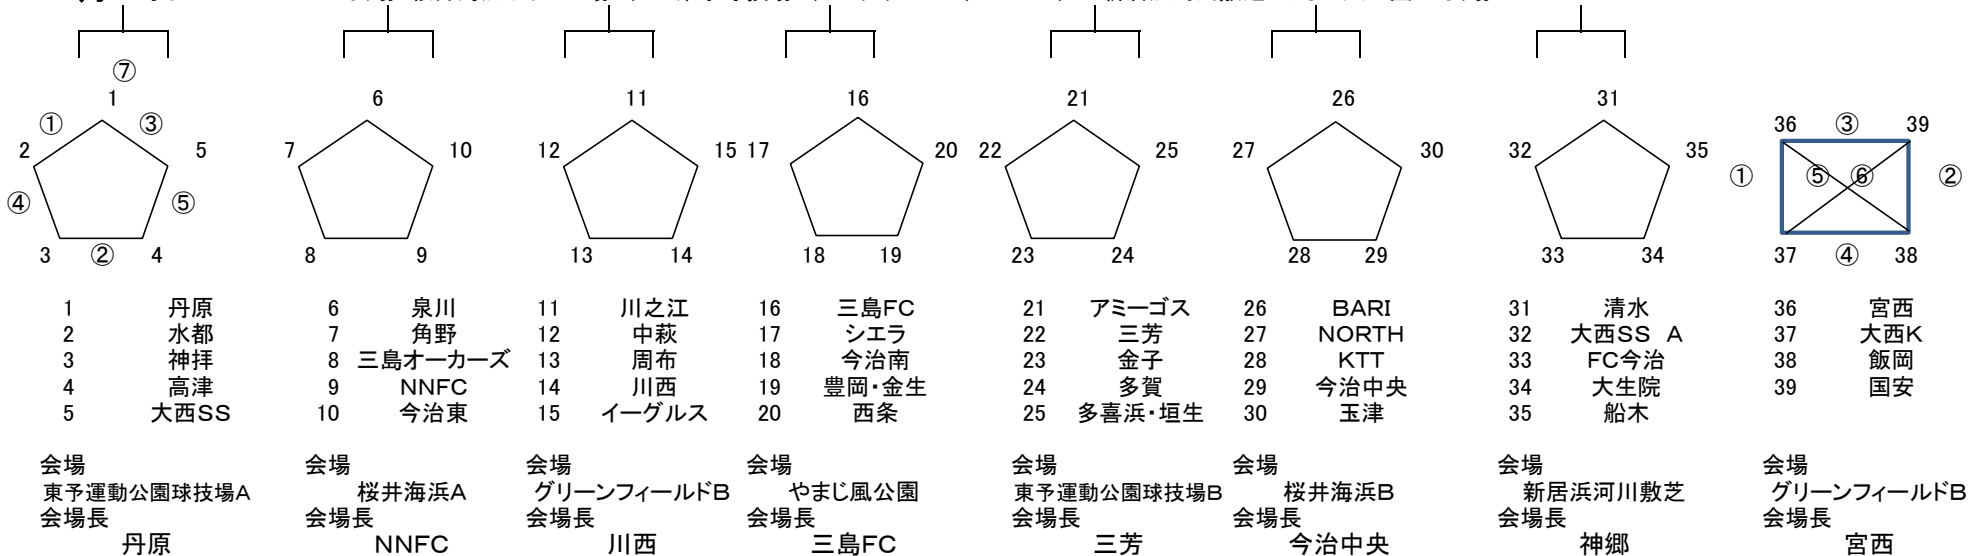 ⑦
1 6 11 16 21 26 31
① ③ 36 ③ 39
2 5 7 10 12 15 17 20 22 25 27 30 32 35
④ ⑤ ① ⑤ ⑥ ②
3 ② 4 8 9 13 14 18 19 23 24 28 29 33 34 37 ④ 38
1 丹原 6 泉川 11 川之江 16 三島FC 21 アミーゴス 26 BARI 31 清水 36 宮西
2 水都 7 角野 12 中萩 17 シエラ 22 三芳 27 NORTH 32 大西SS A 37 大西K
3 神拝 8 三島オーカーズ 13 周布 18 今治南 23 金子 28 KTT 33 FC今治 38 飯岡
4 高津 9 NNFC 14 川西 19 豊岡・金生 24 多賀 29 今治中央 34 大生院 39 国安
5 大西SS 10 今治東 15 イーグルス 20 西条 25 多喜浜・垣生 30 玉津 35 船木
会場 会場 会場 会場 会場 会場 会場 会場
東予運動公園球技場A 桜井海浜A グリーンフィールドB やまじ風公園 東予運動公園球技場B 桜井海浜B 新居浜河川敷芝 グリーンフィールドB
会場長 会場長 会場長 会場長 会場長 会場長 会場長 会場長
丹原 NNFC 川西 三島FC 三芳 今治中央 神郷 宮西